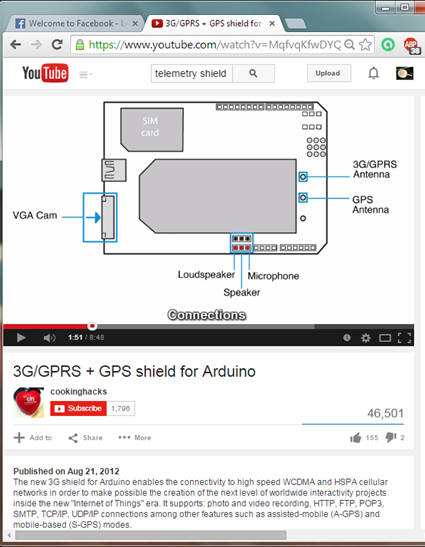 Welcome to Facebook - L
3G/GPRS + GPS shield for
https://www.youtube.com/watch?v=MqfvqKfwDYQ
ABP
30
You Tube
telemetry shield
Upload
SIM
card
3G/GPRS
Antenna
GPS
Antenna
VGA Cam
Loudspeaker
Microphone
Speaker
Connections
1:51 / 8:48
3G/GPRS + GPS shield for Arduino
cookinghacks
Subscribe 1,796
46,501
Add to Share More 155 2
Published on Aug 21, 2012
The new 3G shield for Arduino enables the connectivity to high speed WCDMA and HSPA cellular
networks in order to make possible the creation of the next level of worldwide interactivity projects
inside the new "Internet of Things" era. It supports: photo and video recording, HTTP, FTP, POP3,
SMTP, TCP/IP, UDP/IP connections among other features such as assisted-mobile (A-GPS) and
mobile-based (S-GPS) modes.